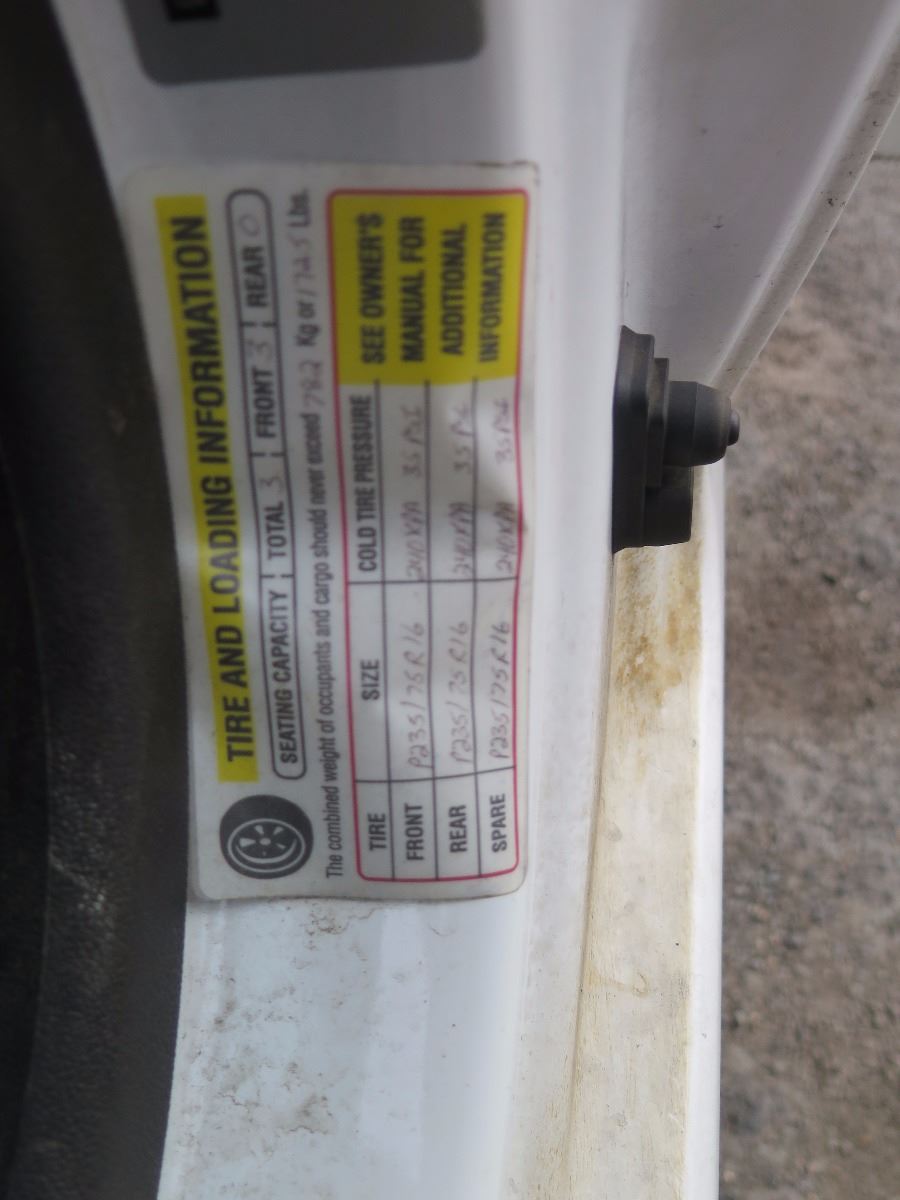 TIRE AND LOADING INFORMATION
SEATING CAPACITY TOTAL 3 FRONT 3 REAR 0
The combined weight of occupants and cargo should never exceed 782 Kg or 1725 Lbs.
TIRE SIZE COLD TIRE PRESSURE SEE OWNER'S
FRONT P235/75R16 240KPA 35PSI MANUAL FOR
REAR P235/75R16 240KPA 35PSI ADDITIONAL
SPARE P235/75R16 240KPA 35PSI INFORMATION